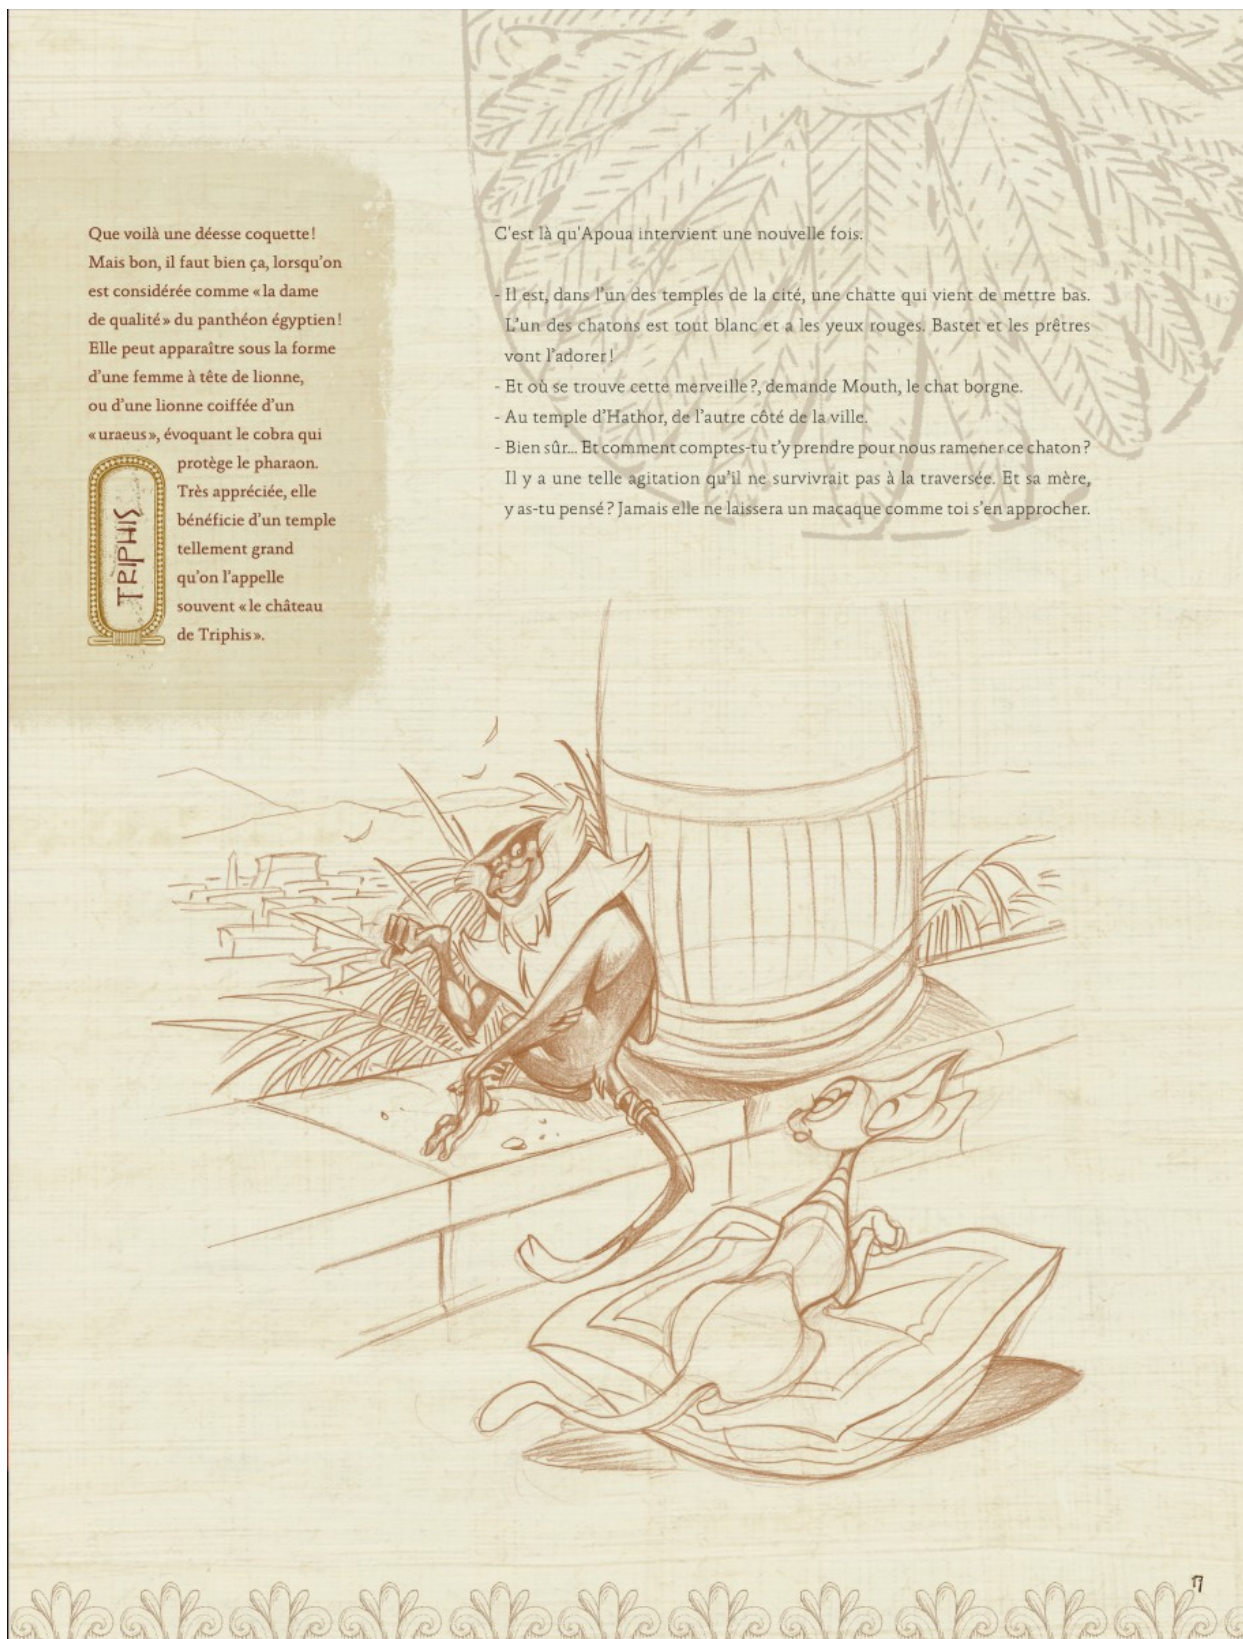 Que voilà une déesse coquette!
Mais bon, il faut bien ça, lorsqu'on
est considérée comme «la dame
de qualité» du panthéon égyptien!
Elle peut apparaître sous la forme
d'une femme à tête de lionne,
ou d'une lionne coiffée d'un
«uraeus», évoquant le cobra qui
protège le pharaon.
Très appréciée, elle
bénéficie d'un temple
tellement grand
qu'on l'appelle
souvent «le château
de Triphis».
TRIPHIS
C'est là qu'Apoua intervient une nouvelle fois.
- Il est, dans l'un des temples de la cité, une chatte qui vient de mettre bas.
L'un des chatons est tout blanc et a les yeux rouges. Bastet et les prêtres
vont l'adorer!
- Et où se trouve cette merveille?, demande Mouth, le chat borgne.
- Au temple d'Hathor, de l'autre côté de la ville.
- Bien sûr... Et comment comptes-tu t'y prendre pour nous ramener ce chaton?
Il y a une telle agitation qu'il ne survivrait pas à la traversée. Et sa mère,
y as-tu pensé? Jamais elle ne laissera un macaque comme toi s'en approcher.
17